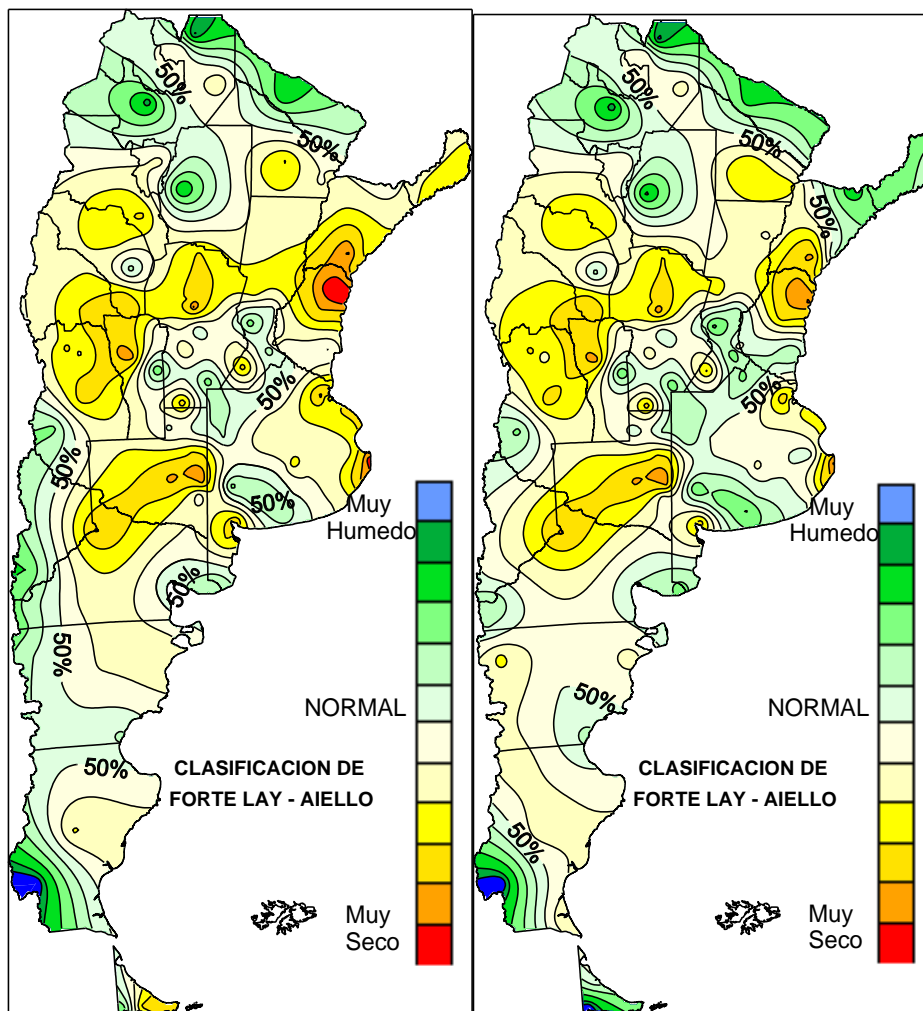 50%
50%
50%
50%
50%
50%
50%
50%
Muy
Humedo
NORMAL
CLASIFICACION DE
FORTE LAY - AIELLO
Muy
Seco
50%
50%
50%
50%
50%
50%
Muy
Humedo
NORMAL
CLASIFICACION DE
FORTE LAY - AIELLO
Muy
Seco